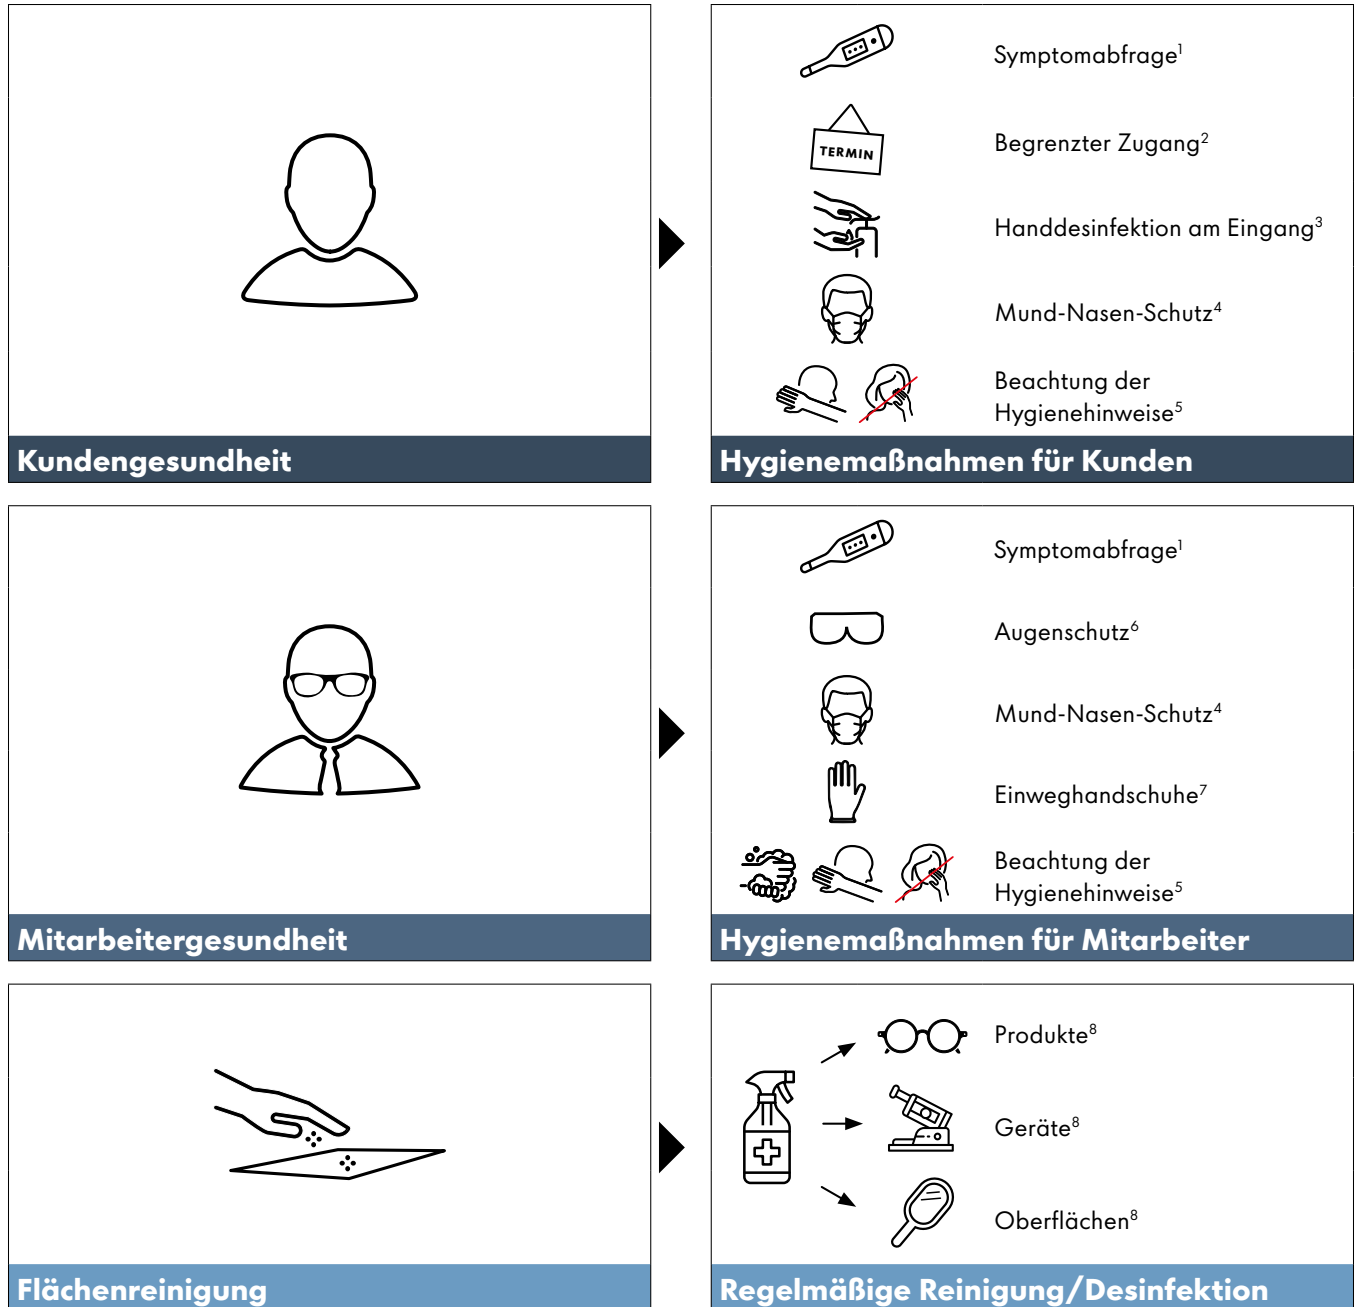 Symptomabfrage¹
TERMIN
Begrenzter Zugang²
Handdesinfektion am Eingang³
Mund-Nasen-Schutz⁴
Beachtung der
Hygienehinweise⁵
Kundengesundheit
Hygienemaßnahmen für Kunden
Symptomabfrage¹
Augenschutz⁶
Mund-Nasen-Schutz⁴
Einweghandschuhe⁷
Beachtung der
Hygienehinweise⁵
Mitarbeitergesundheit
Hygienemaßnahmen für Mitarbeiter
Produkte⁸
Geräte⁸
Oberflächen⁸
Flächenreinigung
Regelmäßige Reinigung/Desinfektion